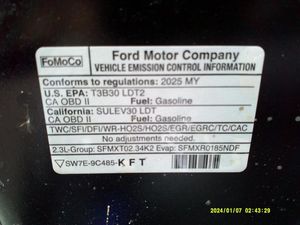 FoMoCo
Ford Motor Company
VEHICLE EMISSION CONTROL INFORMATION
Conforms to regulations: 2025 MY
U.S. EPA: T3B30 LDT2
CA OBD II Fuel: Gasoline
California: SULEV30 LDT
CA OBD II Fuel: Gasoline
TWC/SFI/DFI/WR-HO2S/HO2S/EGR/EGRC/TC/CAC
No adjustments needed.
2.3L-Group: SFMXT02.34K2 Evap: SFMXR0185NDF
SW7E-9C485-KFT
2024/01/07 02:43:29